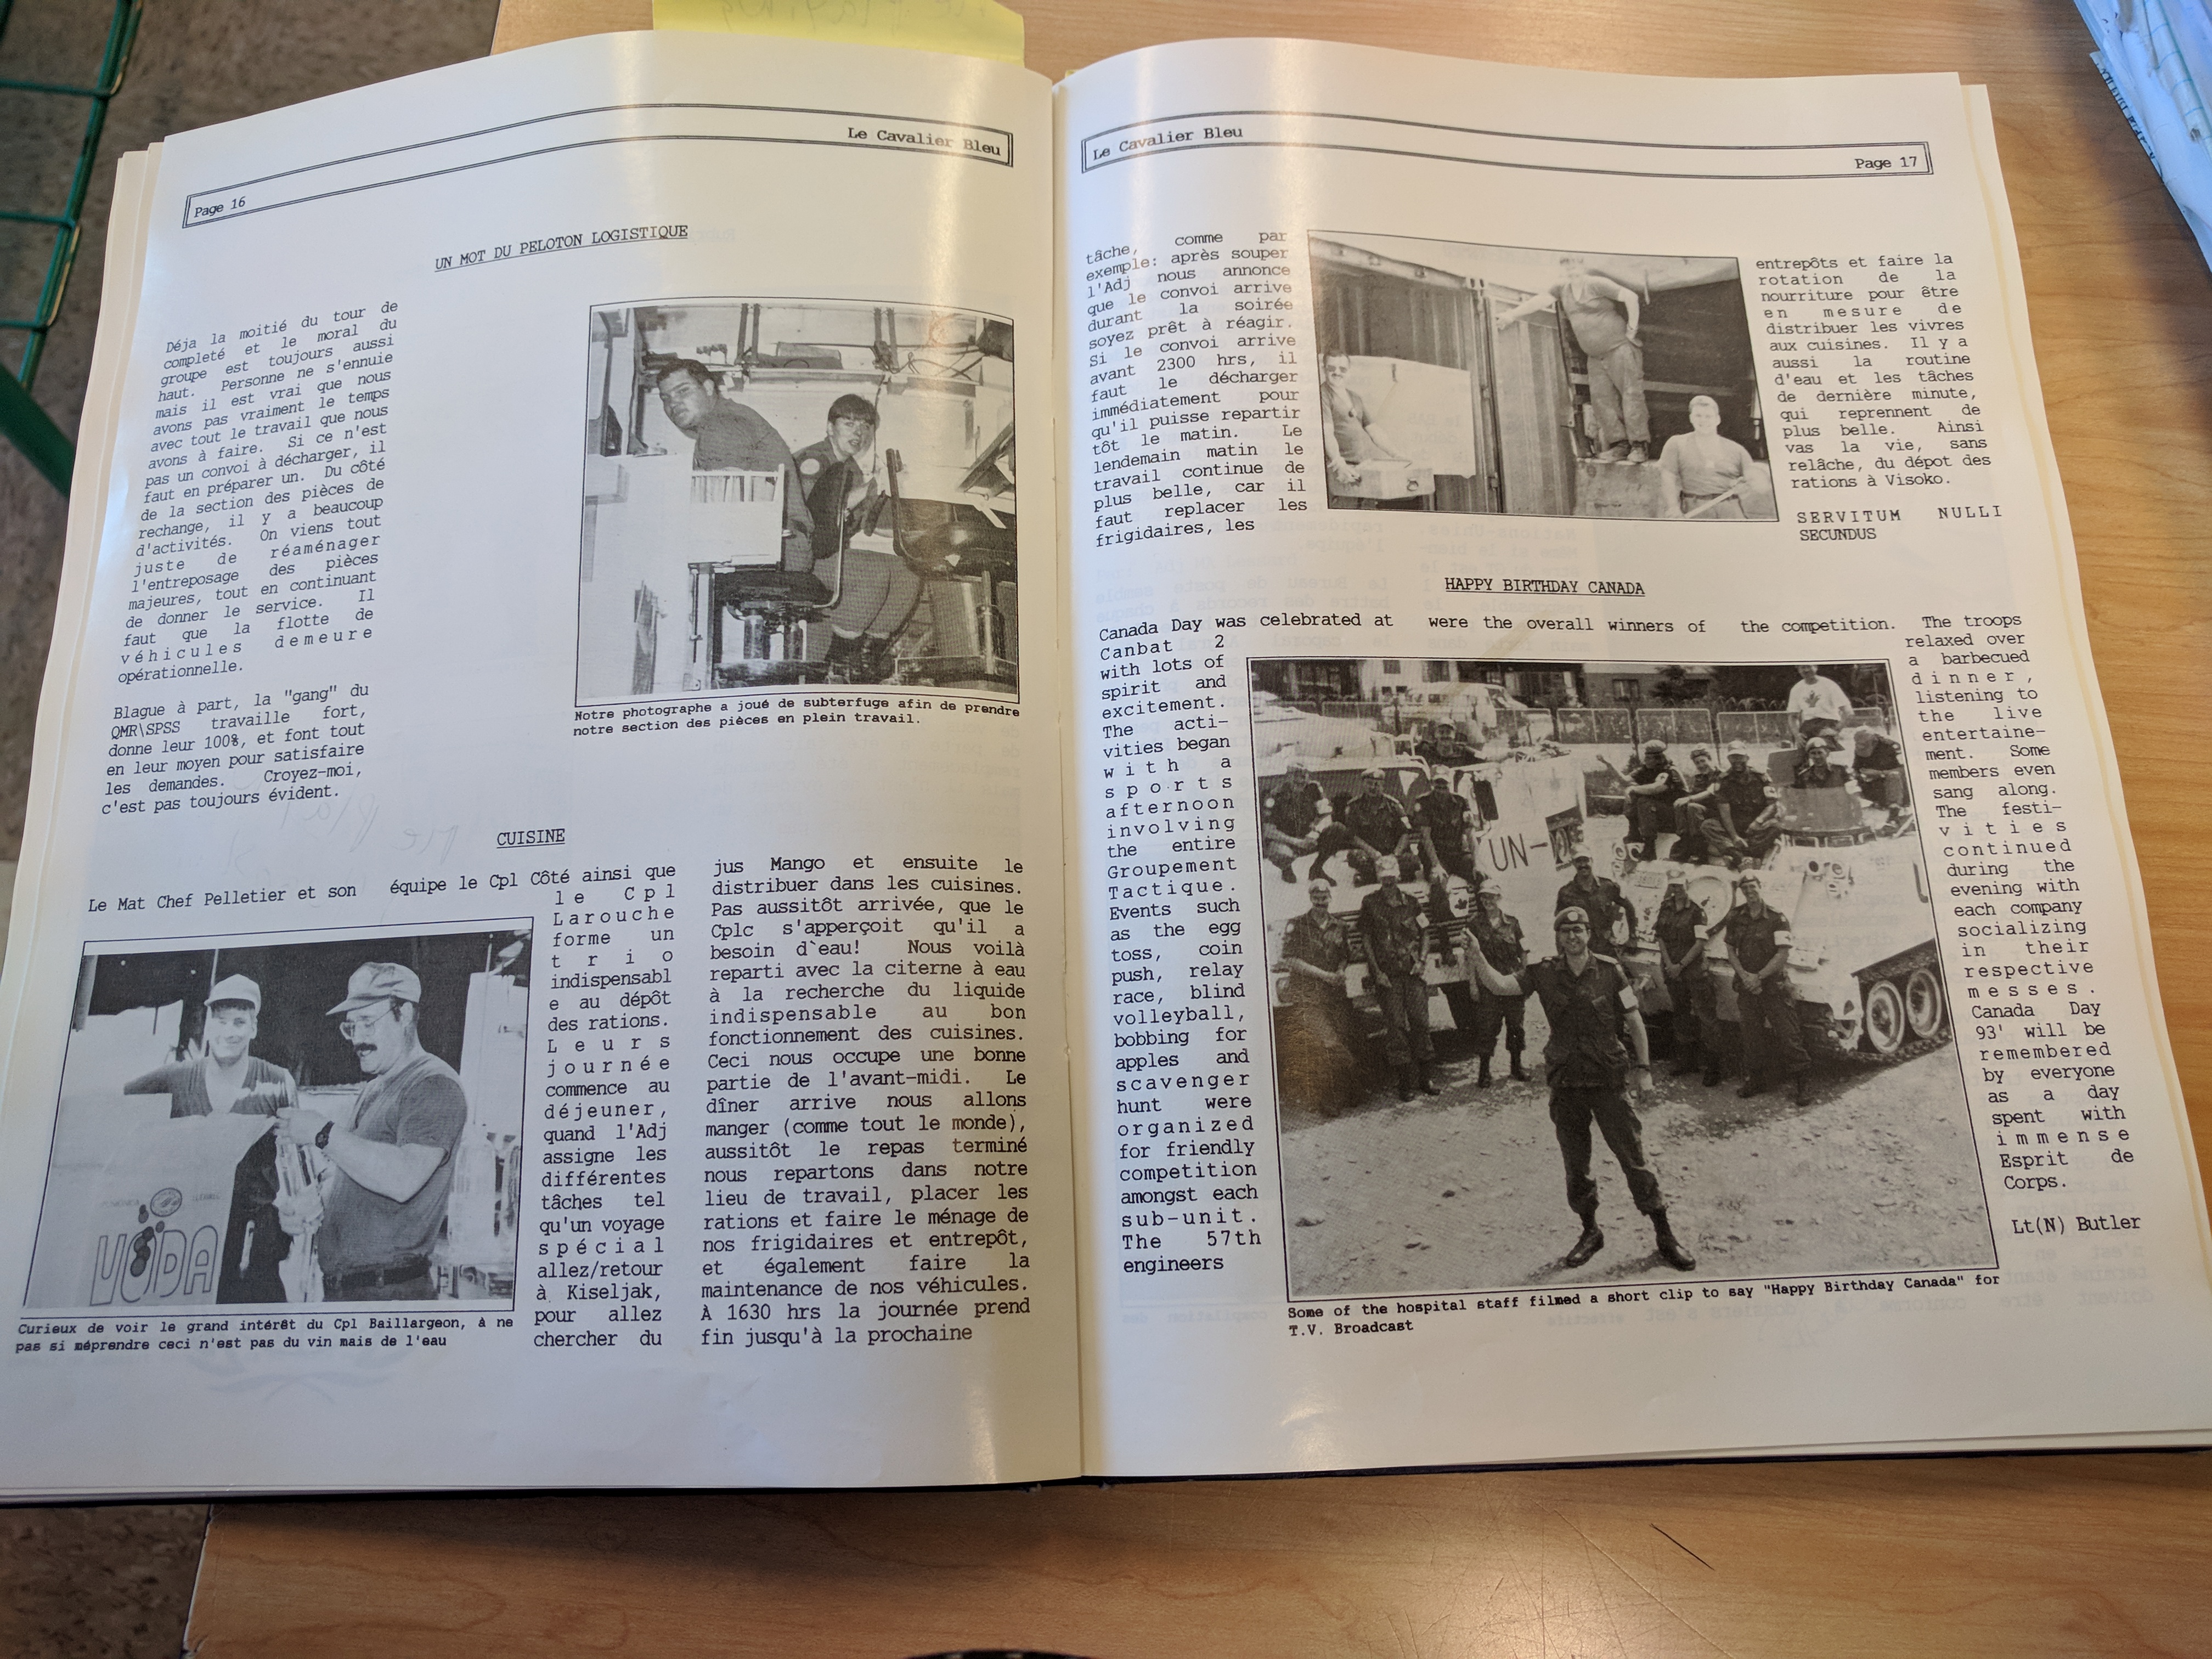 Le Cavalier Bleu
Page 16
UN MOT DU PELOTON LOGISTIQUE
Déja la moitié du tour de
completé et le moral du
groupe est toujours aussi
haut. Personne ne s'ennuie
mais il est vrai que nous
avons pas vraiment le temps
avec tout le travail que nous
avons à faire. Si ce n'est
pas un convoi à décharger, il
faut en préparer un. Du côté
de la section des pièces de
rechange, il y a beaucoup
d'activités. On viens tout
juste de réaménager
l'entreposage des pièces
majeures, tout en continuant
de donner le service. Il
faut que la flotte de
véhicules demeure
opérationnelle.
Blague à part, la "gang" du
QMR\SPSS travaille fort,
donne leur 100%, et font tout
en leur moyen pour satisfaire
les demandes. Croyez-moi,
c'est pas toujours évident.
Notre photographe a joué de subterfuge afin de prendre
notre section des pièces en plein travail.
CUISINE
Le Mat Chef Pelletier et son équipe le Cpl Côté ainsi que
le Cpl
Larouche
forme un
trio
indispensabl
e au dépôt
des rations.
Leurs
journée
commence au
déjeuner,
quand l'Adj
assigne les
différentes
tâches tel
qu'un voyage
spécial
allez/retour
à Kiseljak,
pour allez
chercher du
VODA
Curieux de voir le grand intérêt du Cpl Baillargeon, à ne
pas si méprendre ceci n'est pas du vin mais de l'eau
jus Mango et ensuite le
distribuer dans les cuisines.
Pas aussitôt arrivée, que le
Cplc s'apperçoit qu'il a
besoin d`eau! Nous voilà
reparti avec la citerne à eau
à la recherche du liquide
indispensable au bon
fonctionnement des cuisines.
Ceci nous occupe une bonne
partie de l'avant-midi. Le
dîner arrive nous allons
manger (comme tout le monde),
aussitôt le repas terminé
nous repartons dans notre
lieu de travail, placer les
rations et faire le ménage de
nos frigidaires et entrepôt,
et également faire la
maintenance de nos véhicules.
À 1630 hrs la journée prend
fin jusqu'à la prochaine
Le Cavalier Bleu
Page 17
tâche, comme par
exemple: après souper
l'Adj nous annonce
que le convoi arrive
durant la soirée
soyez prêt à réagir.
Si le convoi arrive
avant 2300 hrs, il
faut le décharger
immédiatement pour
qu'il puisse repartir
tôt le matin. Le
lendemain matin le
travail continue de
plus belle, car il
faut replacer les
frigidaires, les
entrepôts et faire la
rotation de la
nourriture pour être
en mesure de
distribuer les vivres
aux cuisines. Il y a
aussi la routine
d'eau et les tâches
de dernière minute,
qui reprennent de
plus belle. Ainsi
vas la vie, sans
relâche, du dépot des
rations à Visoko.
SERVITUM NULLI
SECUNDUS
HAPPY BIRTHDAY CANADA
Canada Day was celebrated at
Canbat 2
with lots of
spirit and
excitement.
The acti-
vities began
with a
sports
afternoon
involving
the entire
Groupement
Tactique.
Events such
as the egg
toss, coin
push, relay
race, blind
volleyball,
bobbing for
apples and
scavenger
hunt were
organized
for friendly
competition
amongst each
sub-unit.
The 57th
engineers
were the overall winners of the competition. The troops
relaxed over
a barbecued
dinner,
listening to
the live
entertaine-
ment. Some
members even
sang along.
The festi-
vities
continued
during the
evening with
each company
socializing
in their
respective
messes.
Canada Day
93' will be
remembered
by everyone
as a day
spent with
immense
Esprit de
Corps.
Lt(N) Butler
UN-
Some of the hospital staff filmed a short clip to say "Happy Birthday Canada" for
T.V. Broadcast